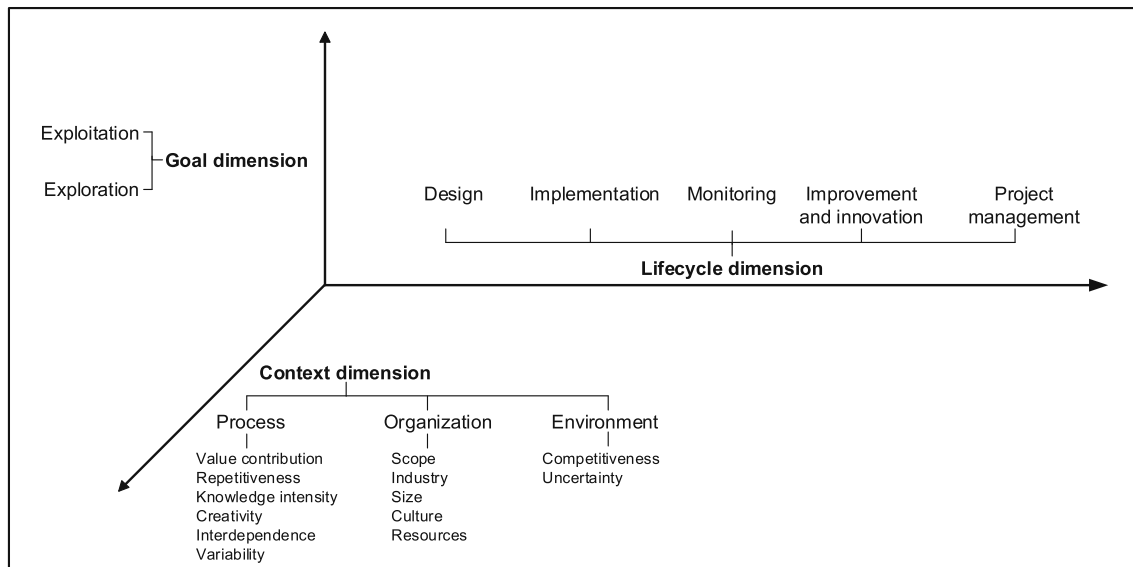 Exploitation
Goal dimension
Exploration
Design
Implementation
Monitoring
Improvement
and innovation
Project
management
Lifecycle dimension
Context dimension
Process
Value contribution
Repetitiveness
Knowledge intensity
Creativity
Interdependence
Variability
Organization
Scope
Industry
Size
Culture
Resources
Environment
Competitiveness
Uncertainty